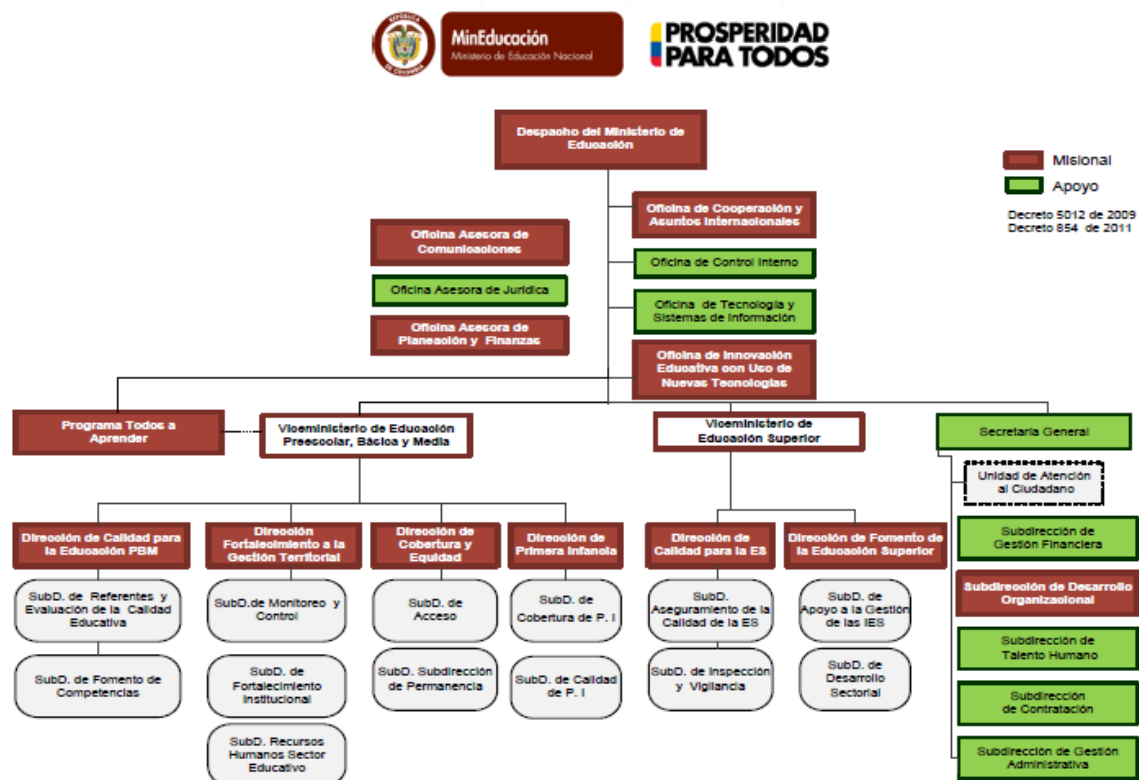 REPÚBLICA
DE COLOMBIA
MinEducación
Ministerio de Educación Nacional
PROSPERIDAD
PARA TODOS
Despacho del Ministerio de
Educación
Misional
Apoyo
Decreto 5012 de 2009
Decreto 854 de 2011
Oficina de Cooperación y
Asuntos Internacionales
Oficina Asesora de
Comunicaciones
Oficina de Control Interno
Oficina Asesora de Jurídica
Oficina de Tecnología y
Sistemas de Información
Oficina Asesora de
Planeación y Finanzas
Oficina de Innovación
Educativa con Uso de
Nuevas Tecnologías
Programa Todos a
Aprender
Viceministerio de Educación
Preescolar, Básica y Media
Viceministerio de
Educación Superior
Secretaria General
Unidad de Atención
al Ciudadano
Dirección de Calidad para
la Educación PBM
Dirección
Fortalecimiento a la
Gestión Territorial
Dirección de
Cobertura y
Equidad
Dirección de
Primera Infancia
Dirección de
Calidad para la ES
Dirección de Fomento de
la Educación Superior
Subdirección de
Gestión Financiera
SubD. de Referentes y
Evaluación de la Calidad
Educativa
SubD.de Monitoreo y
Control
SubD. de
Acceso
SubD. de
Cobertura de P. I
SubD.
Aseguramiento de la
Calidad de la ES
SubD. de
Apoyo a la Gestión
de las IES
Subdirección de Desarrollo
Organizacional
SubD. de Fomento de
Competencias
SubD. de
Fortalecimiento
Institucional
SubD. Subdirección
de Permanencia
SubD. de Calidad
de P. I
SubD. de Inspección
y Vigilancia
SubD. de
Desarrollo
Sectorial
Subdirección de
Talento Humano
Subdirección
de Contratación
SubD. Recursos
Humanos Sector
Educativo
Subdirección de Gestión
Administrativa